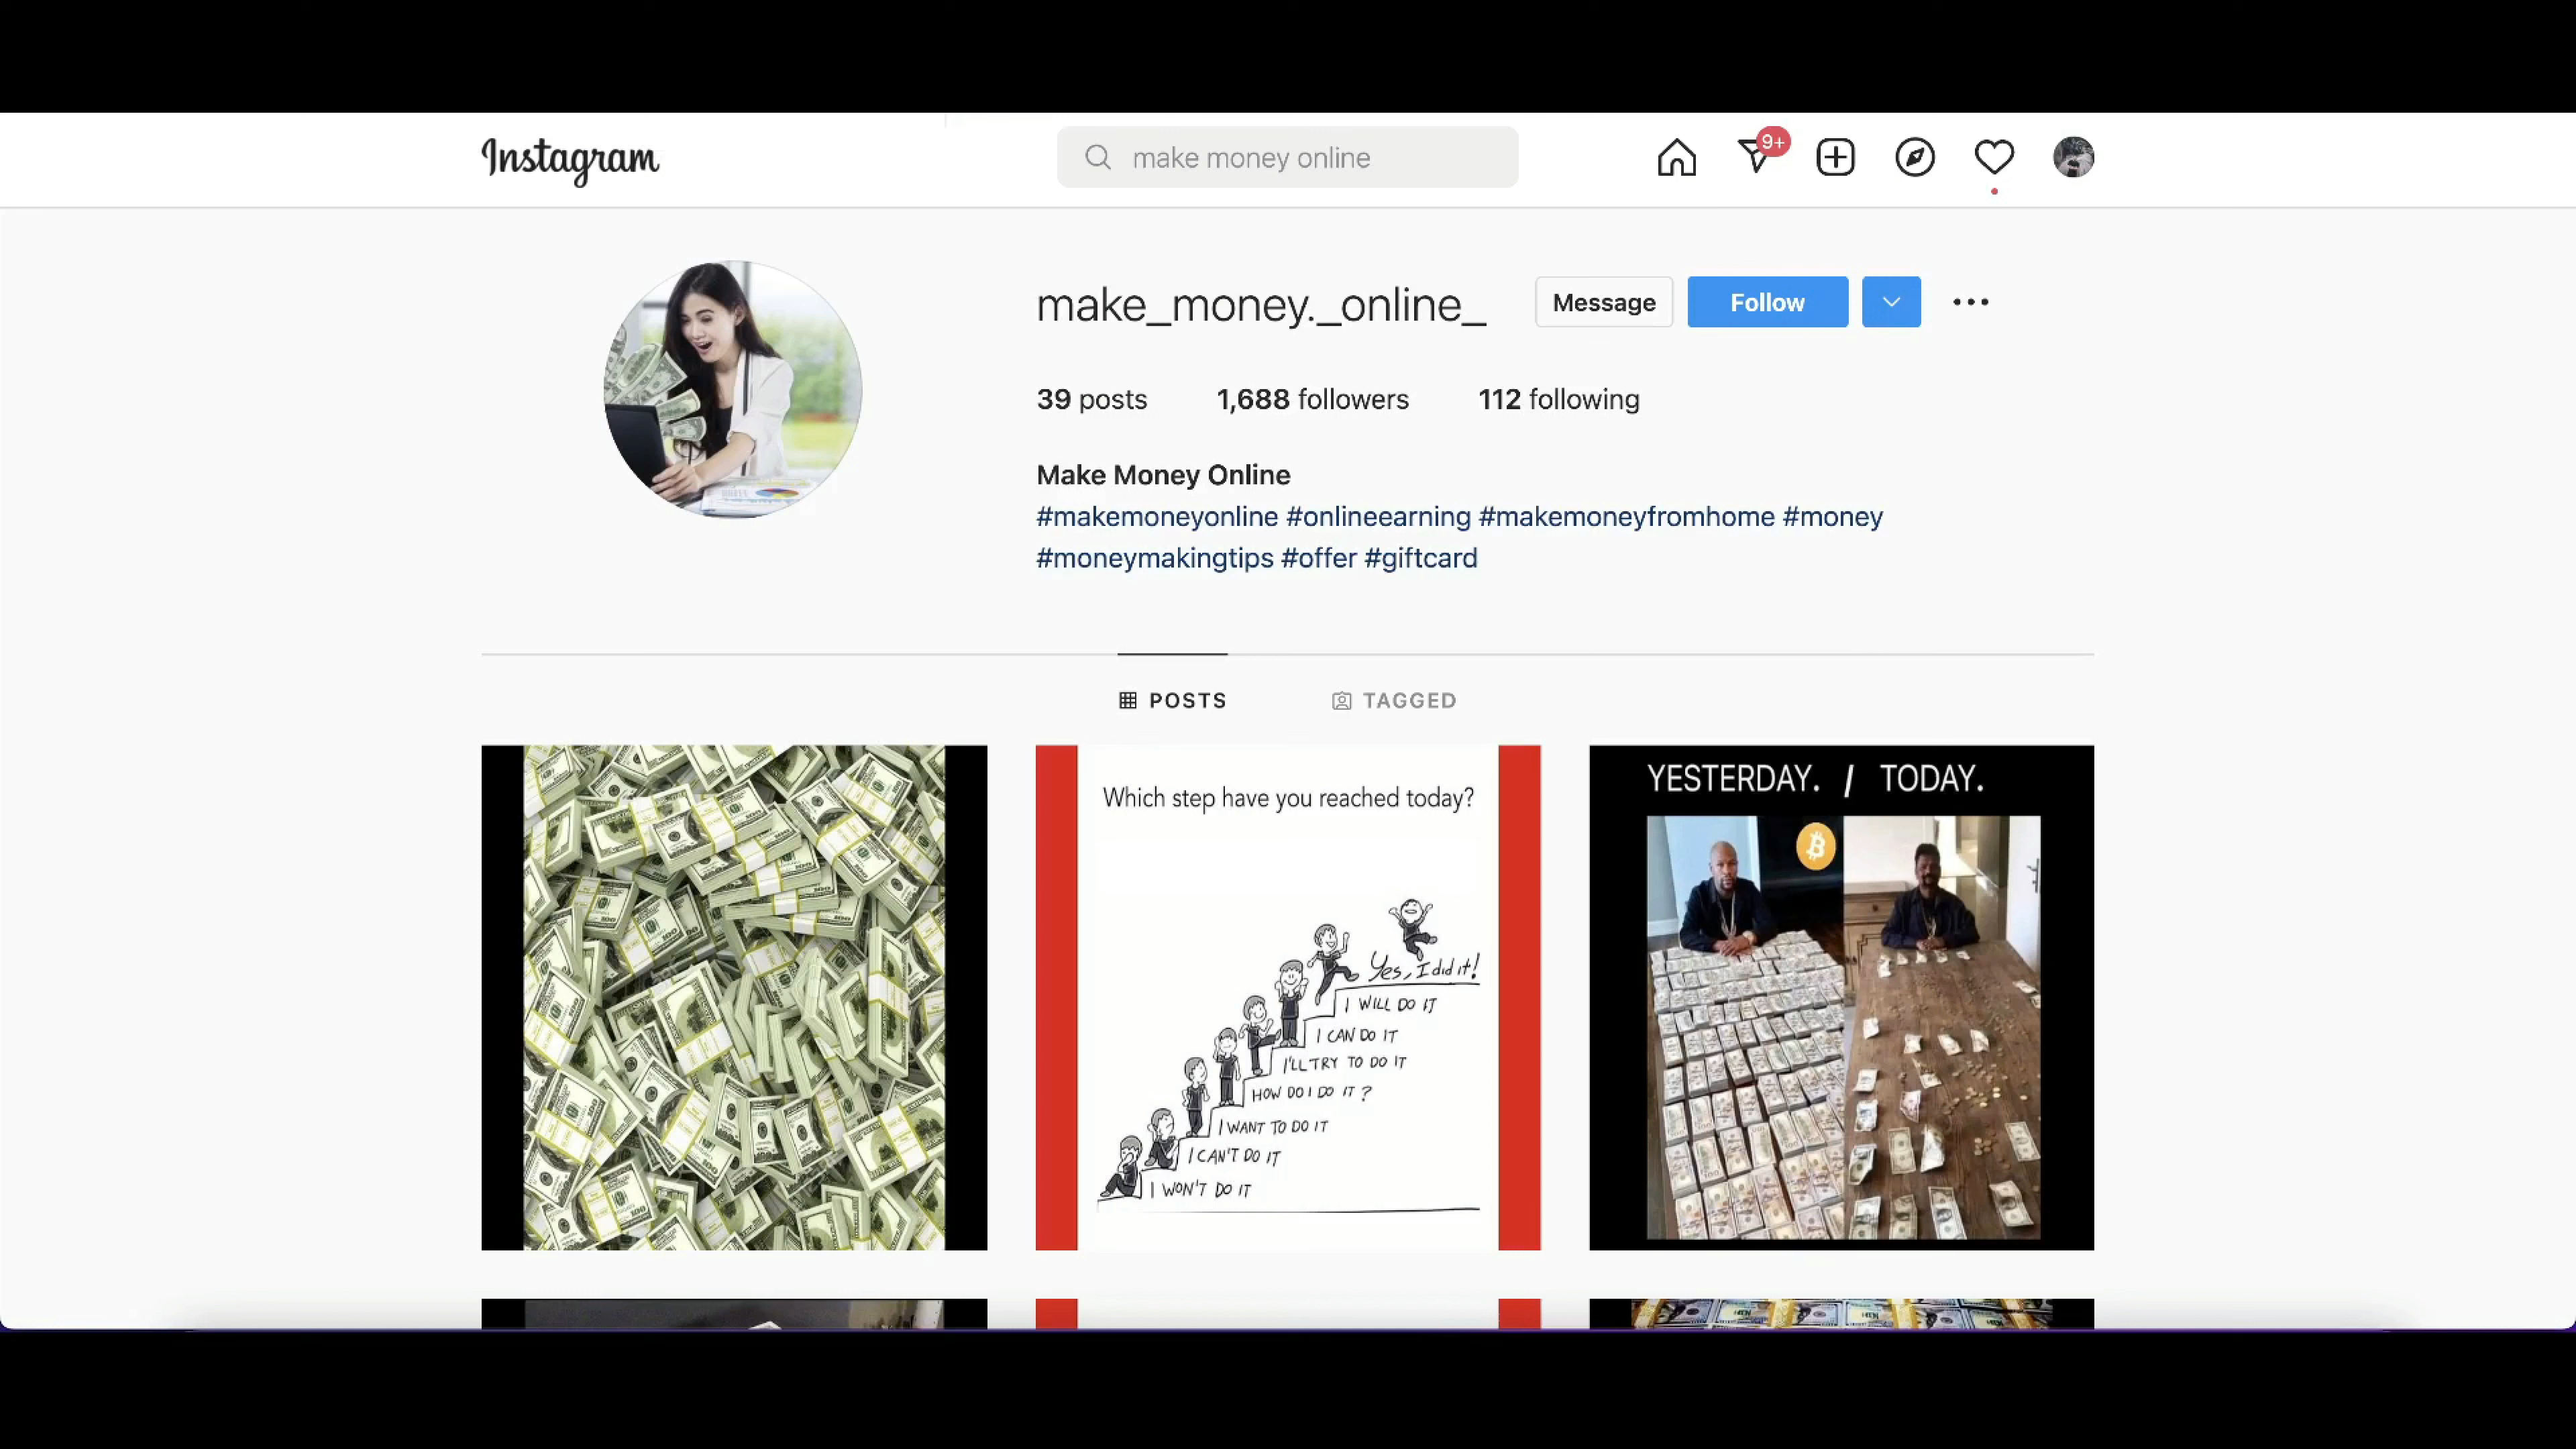 Instagram
make money online
9+
make_money._online_
Message
Follow
39 posts
1,688 followers
112 following
Make Money Online
#makemoneyonline #onlineearning #makemoneyfromhome #money
#moneymakingtips #offer #giftcard
POSTS
TAGGED
Which step have you reached today?
Yes, I did it!
I WILL DO IT
I CAN DO IT
I'LL TRY TO DO IT
HOW DO I DO IT?
I WANT TO DO IT
I CAN'T DO IT
I WON'T DO IT
YESTERDAY. / TODAY.